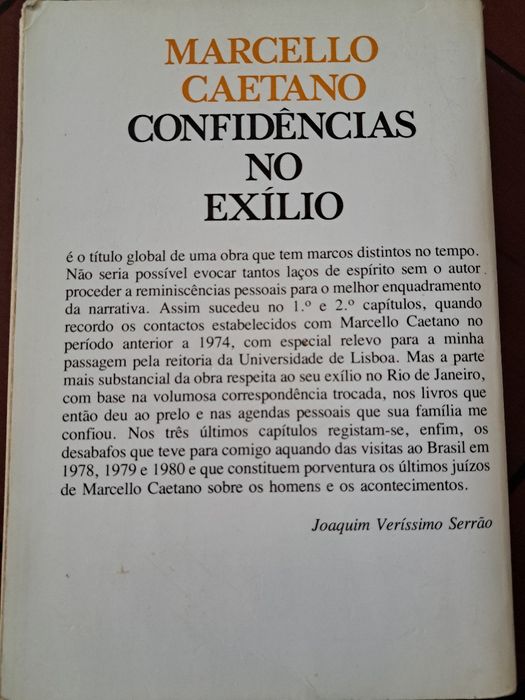 MARCELLO
CAETANO
CONFIDÊNCIAS
NO
EXÍLIO
é o título global de uma obra que tem marcos distintos no tempo.
Não seria possível evocar tantos laços de espírito sem o autor
proceder a reminiscências pessoais para o melhor enquadramento
da narrativa. Assim sucedeu no 1.º e 2.º capítulos, quando
recordo os contactos estabelecidos com Marcello Caetano no
período anterior a 1974, com especial relevo para a minha
passagem pela reitoria da Universidade de Lisboa. Mas a parte
mais substancial da obra respeita ao seu exílio no Rio de Janeiro,
com base na volumosa correspondência trocada, nos livros que
então deu ao prelo e nas agendas pessoais que sua família me
confiou. Nos três últimos capítulos registam-se, enfim, os
desabafos que teve para comigo aquando das visitas ao Brasil em
1978, 1979 e 1980 e que constituem porventura os últimos juízos
de Marcello Caetano sobre os homens e os acontecimentos.
Joaquim Veríssimo Serrão